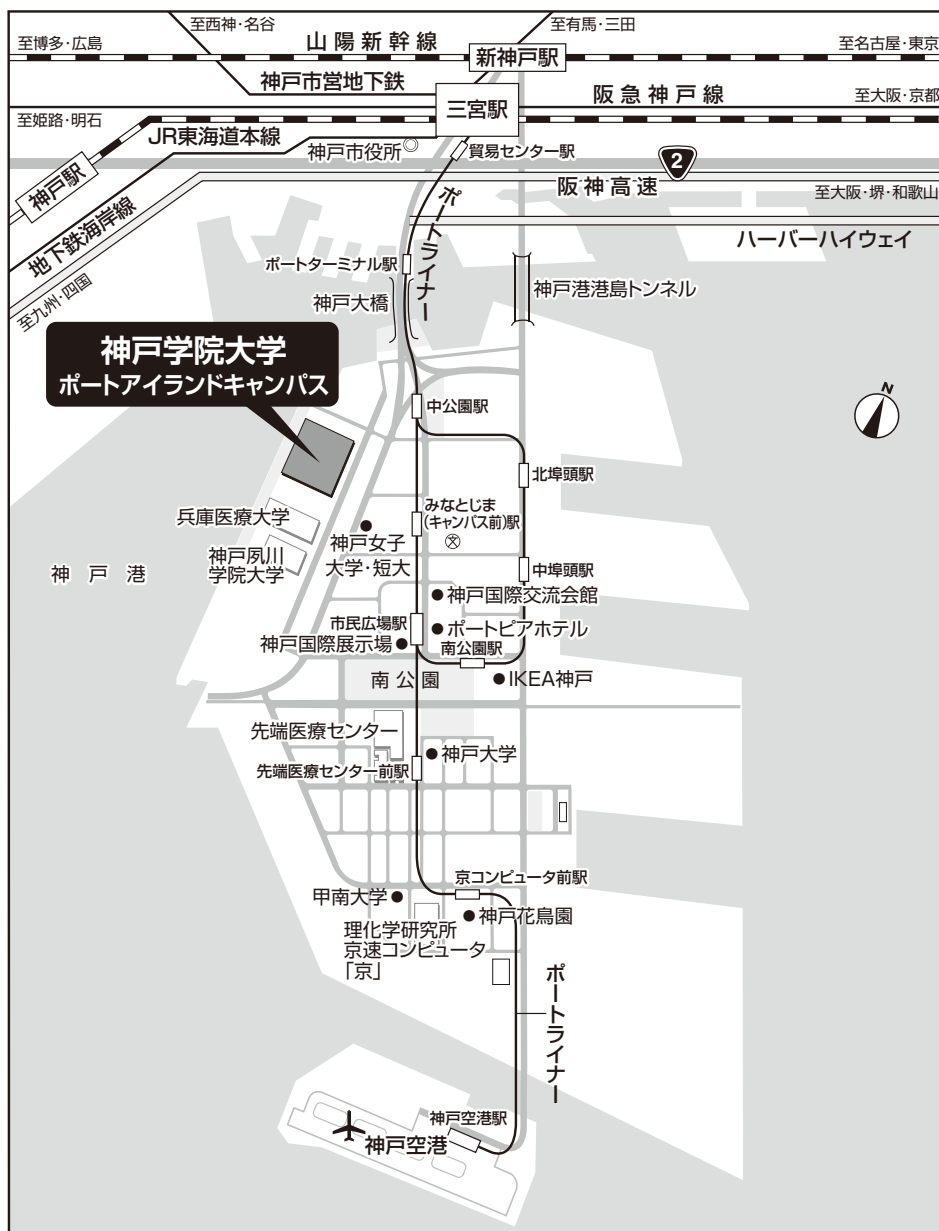 至西神・名谷
至有馬・三田
至博多・広島
山陽新幹線
至名古屋・東京
新神戸駅
神戸市営地下鉄
阪急神戸線
至大阪・京都
三宮駅
至姫路・明石
JR東海道本線
神戸市役所
貿易センター駅
2
神戸駅
阪神高速
至大阪・堺・和歌山
地下鉄海岸線
ポートライナー
ハーバーハイウェイ
至九州・四国
ポートターミナル駅
神戸大橋
神戸港港島トンネル
神戸学院大学
ポートアイランドキャンパス
N
中公園駅
北埠頭駅
みなとじま
(キャンパス前)駅
兵庫医療大学
神戸女子
大学・短大
神戸夙川
学院大学
文
神戸港
中埠頭駅
神戸国際交流会館
市民広場駅
ポートピアホテル
神戸国際展示場
南公園駅
南公園
IKEA神戸
先端医療センター
神戸大学
先端医療センター前駅
京コンピュータ前駅
甲南大学
神戸花鳥園
理化学研究所
京速コンピュータ
「京」
ポートライナー
神戸空港駅
神戸空港